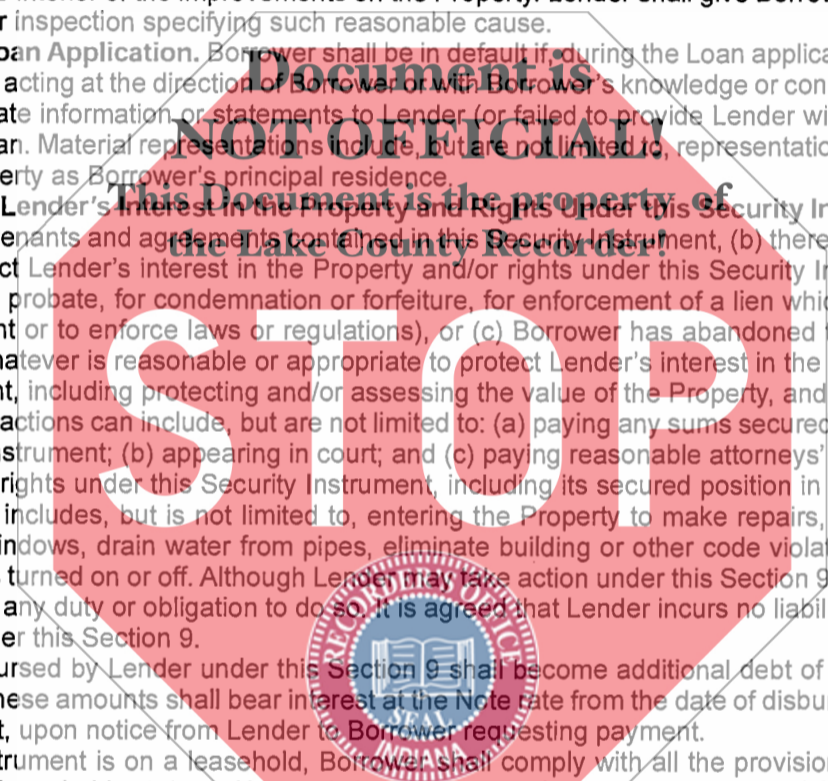 r inspection specifying such reasonable cause.
oan Application. Borrower shall be in default if, during the Loan applica
acting at the direction of Borrower or with Borrower's knowledge or con
ate information or statements to Lender (or failed to provide Lender wi
an. Material representations include, but are not limited to, representatio
erty as Borrower's principal residence.
Lender's Interest in the Property and Rights Under this Security In
enants and agreements contained in this Security Instrument, (b) there
ct Lender's interest in the Property and/or rights under this Security In
probate, for condemnation or forfeiture, for enforcement of a lien whic
nt or to enforce laws or regulations), or (c) Borrower has abandoned
hatever is reasonable or appropriate to protect Lender's interest in the
nt, including protecting and/or assessing the value of the Property, and
actions can include, but are not limited to: (a) paying any sums secured
strument; (b) appearing in court; and (c) paying reasonable attorneys'
rights under this Security Instrument, including its secured position in
includes, but is not limited to, entering the Property to make repairs,
indows, drain water from pipes, eliminate building or other code violat
turned on or off. Although Lender may take action under this Section 9
any duty or obligation to do so. It is agreed that Lender incurs no liabil
er this Section 9.
ursed by Lender under this Section 9 shall become additional debt of
hese amounts shall bear interest at the Note rate from the date of disbu
t, upon notice from Lender to Borrower requesting payment.
trument is on a leasehold, Borrower shall comply with all the provision
Document is
NOT OFFICIAL!
This Document is the property of
the Lake County Recorder!
STOP
RECORDER'S OFFICE
SEAL
INDIANA